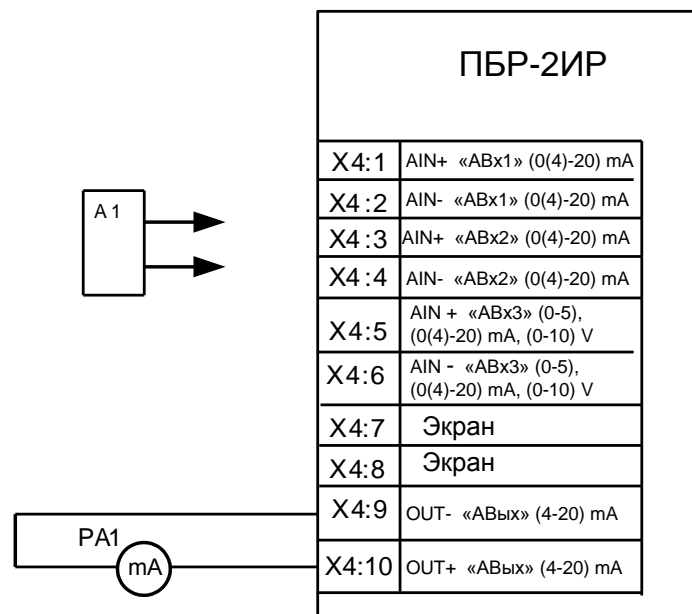 ПБР-2ИР
X4:1 AIN+ «АВх1» (0(4)-20) mA
X4:2 AIN- «АВх1» (0(4)-20) mA
A1
X4:3 AIN+ «АВх2» (0(4)-20) mA
X4:4 AIN- «АВх2» (0(4)-20) mA
X4:5 AIN + «АВх3» (0-5),
(0(4)-20) mA, (0-10) V
X4:6 AIN - «АВх3» (0-5),
(0(4)-20) mA, (0-10) V
X4:7 Экран
X4:8 Экран
X4:9 OUT- «АВых» (4-20) mA
PA1
mA
X4:10 OUT+ «АВых» (4-20) mA